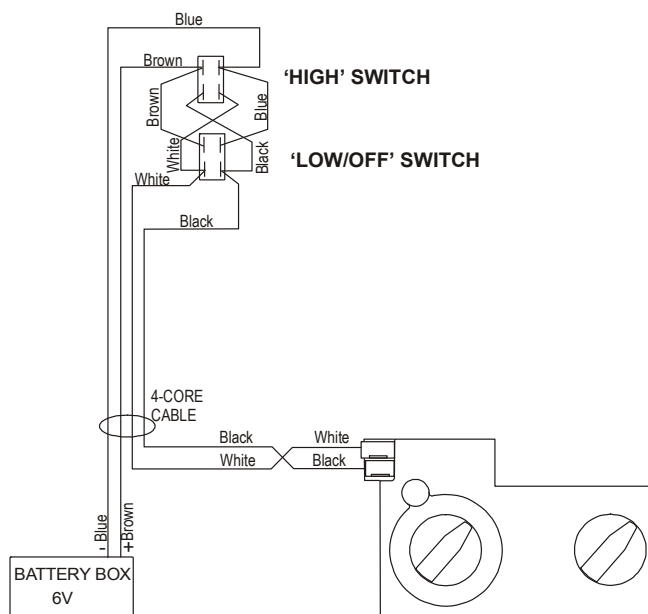 Blue
Brown
‘HIGH’ SWITCH
Brown
Blue
White
Black
‘LOW/OFF’ SWITCH
White
Black
4-CORE
CABLE
Black
White
White
Black
- Blue
+Brown
BATTERY BOX
6V